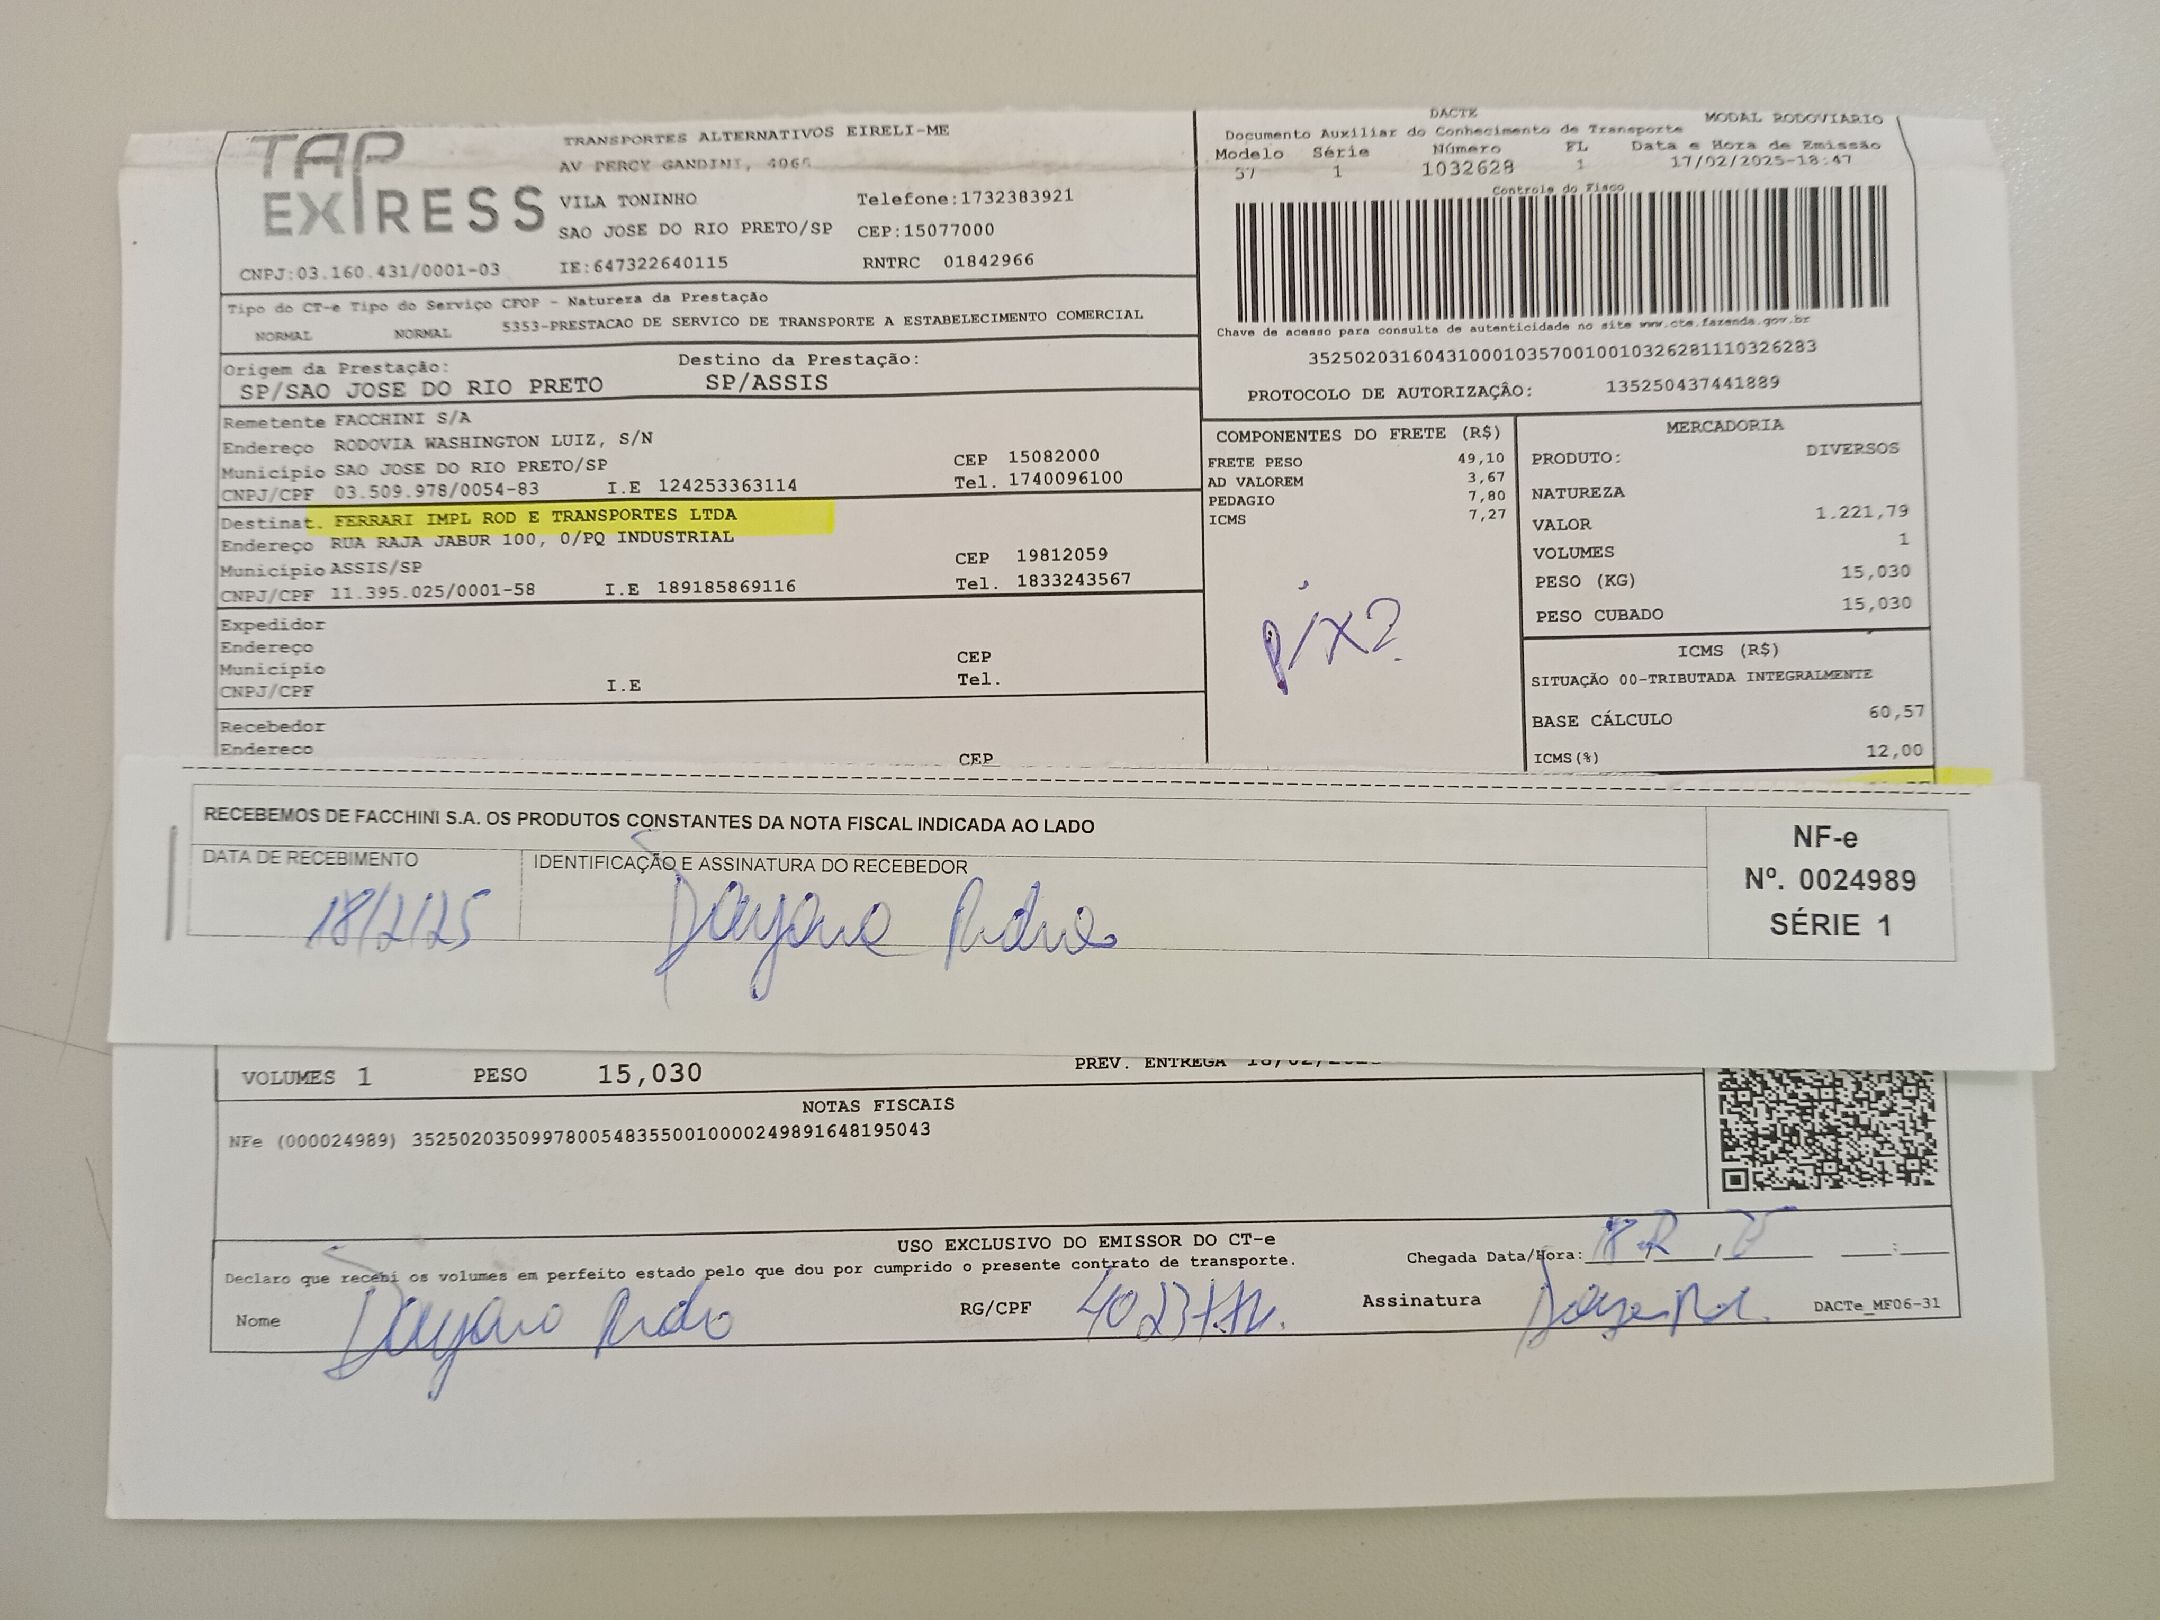 TAP EXPRESS
TRANSPORTES ALTERNATIVOS EIRELI-ME
AV PERCY GANDINI, 4065
VILA TONINHO Telefone:1732383921
SAO JOSE DO RIO PRETO/SP CEP:15077000
CNPJ:03.160.431/0001-03 IE:647322640115 RNTRC 01842966
DACTE MODAL RODOVIARIO
Documento Auxiliar do Conhecimento de Transporte
Modelo Série Número FL Data e Hora de Emissão
57 1 1032628 1 17/02/2025-18:47
Controle do Fisco
Chave de acesso para consulta de autenticidade no site www.cte.fazenda.gov.br
35250203160431000103570010010326281110326283
PROTOCOLO DE AUTORIZAÇÃO: 135250437441889
Tipo do CT-e Tipo do Serviço CFOP - Natureza da Prestação
NORMAL NORMAL 5353-PRESTACAO DE SERVICO DE TRANSPORTE A ESTABELECIMENTO COMERCIAL
Origem da Prestação: Destino da Prestação:
SP/SAO JOSE DO RIO PRETO SP/ASSIS
Remetente FACCHINI S/A
Endereço RODOVIA WASHINGTON LUIZ, S/N
Município SAO JOSE DO RIO PRETO/SP CEP 15082000
CNPJ/CPF 03.509.978/0054-83 I.E 124253363114 Tel. 1740096100
Destinat. FERRARI IMPL ROD E TRANSPORTES LTDA
Endereço RUA RAJA JABUR 100, 0/PQ INDUSTRIAL
Município ASSIS/SP CEP 19812059
CNPJ/CPF 11.395.025/0001-58 I.E 189185869116 Tel. 1833243567
Expedidor
Endereço
Município CEP
CNPJ/CPF I.E Tel.
Recebedor
Endereço CEP
COMPONENTES DO FRETE (R$)
FRETE PESO 49,10
AD VALOREM 3,67
PEDAGIO 7,80
ICMS 7,27
PIX?
MERCADORIA
PRODUTO: DIVERSOS
NATUREZA
VALOR 1.221,79
VOLUMES 1
PESO (KG) 15,030
PESO CUBADO 15,030
ICMS (R$)
SITUAÇÃO 00-TRIBUTADA INTEGRALMENTE
BASE CÁLCULO 60,57
ICMS(%) 12,00
RECEBEMOS DE FACCHINI S.A. OS PRODUTOS CONSTANTES DA NOTA FISCAL INDICADA AO LADO
DATA DE RECEBIMENTO IDENTIFICAÇÃO E ASSINATURA DO RECEBEDOR
18/2/25 Dayane
NF-e
Nº. 0024989
SÉRIE 1
VOLUMES 1 PESO 15,030 PREV. ENTREGA
NOTAS FISCAIS
NFe (000024989) 35250203509978005483550010000249891648195043
USO EXCLUSIVO DO EMISSOR DO CT-e
Declaro que recebi os volumes em perfeito estado pelo que dou por cumprido o presente contrato de transporte.
Chegada Data/Hora:
Nome Dayane RG/CPF Assinatura DACTe_MF06-31